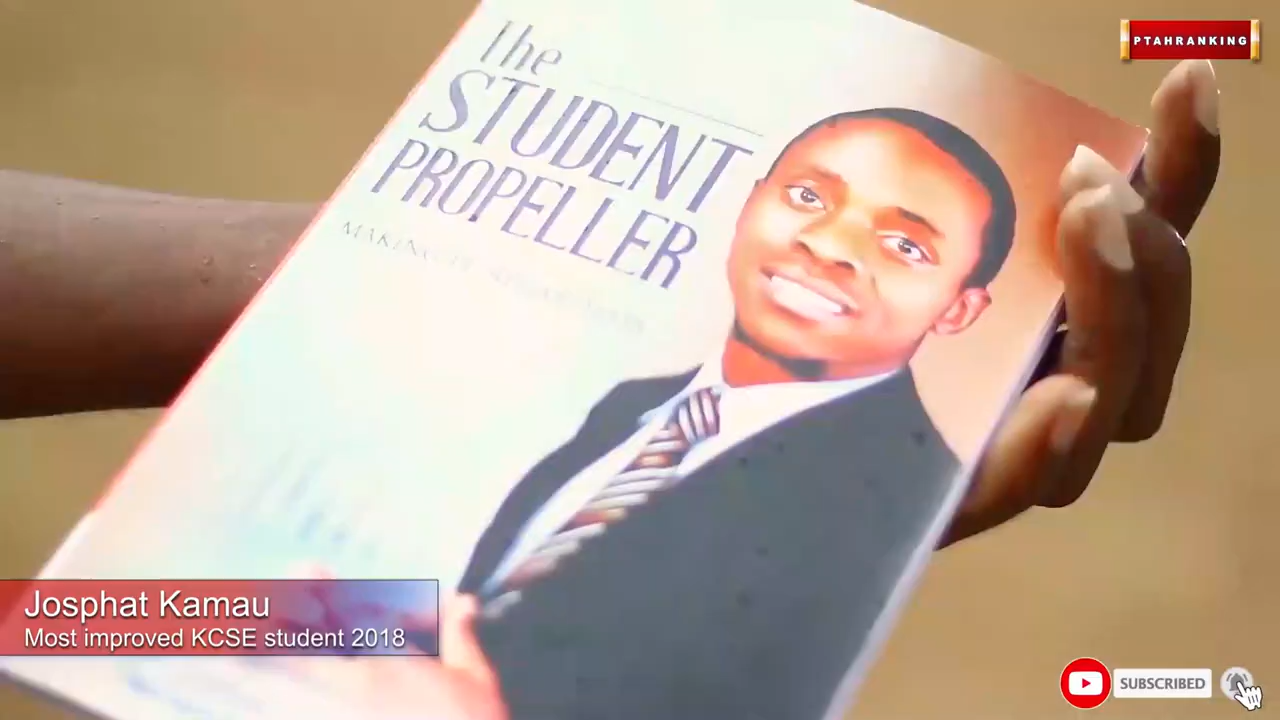 PTAHRANKING
The
STUDENT
PROPELLER
Josphat Kamau
Most improved KCSE student 2018
SUBSCRIBED